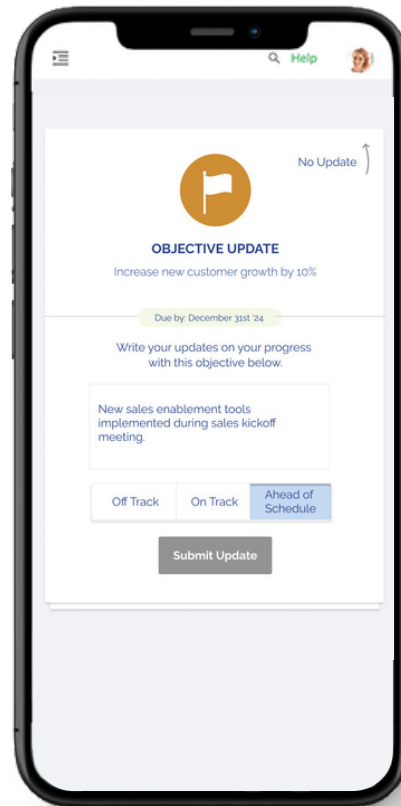 Help
No Update
OBJECTIVE UPDATE
Increase new customer growth by 10%
Due by: December 31st '24
Write your updates on your progress
with this objective below.
New sales enablement tools
implemented during sales kickoff
meeting.
Off Track
On Track
Ahead of
Schedule
Submit Update